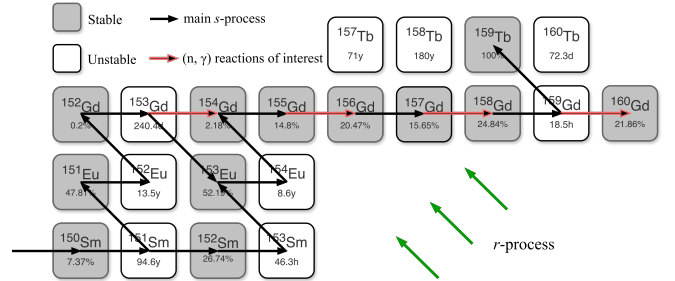 Stable
main s-process
Unstable
(n, γ) reactions of interest
157Tb
71y
158Tb
180y
159Tb
100%
160Tb
72.3d
152Gd
0.2%
153Gd
240.4d
154Gd
2.18%
155Gd
14.8%
156Gd
20.47%
157Gd
15.65%
158Gd
24.84%
159Gd
18.5h
160Gd
21.86%
151Eu
47.81%
152Eu
13.5y
153Eu
52.19%
154Eu
8.6y
150Sm
7.37%
151Sm
94.6y
152Sm
26.74%
153Sm
46.3h
r-process